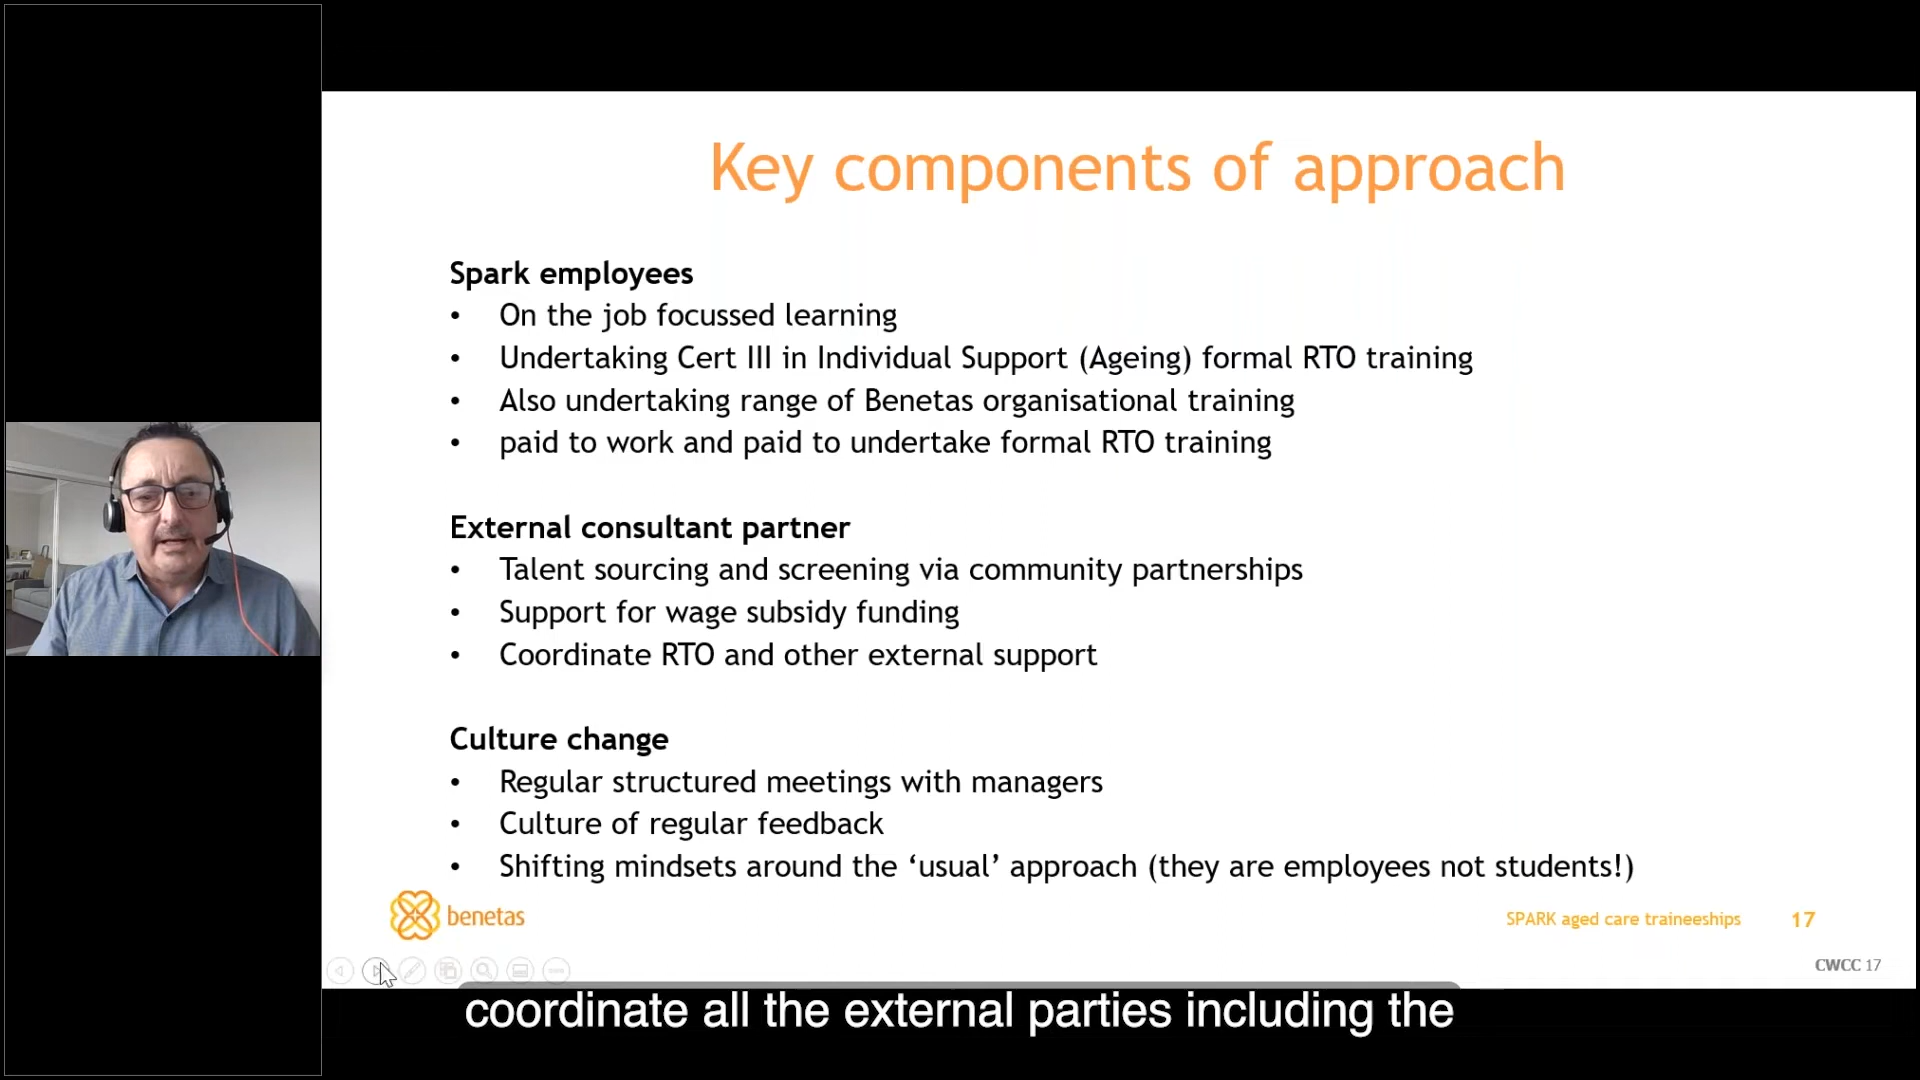 Key components of approach
Spark employees
• On the job focussed learning
• Undertaking Cert III in Individual Support (Ageing) formal RTO training
• Also undertaking range of Benetas organisational training
• paid to work and paid to undertake formal RTO training
External consultant partner
• Talent sourcing and screening via community partnerships
• Support for wage subsidy funding
• Coordinate RTO and other external support
Culture change
• Regular structured meetings with managers
• Culture of regular feedback
• Shifting mindsets around the ‘usual’ approach (they are employees not students!)
benetas
SPARK aged care traineeships 17
CWCC 17
coordinate all the external parties including the